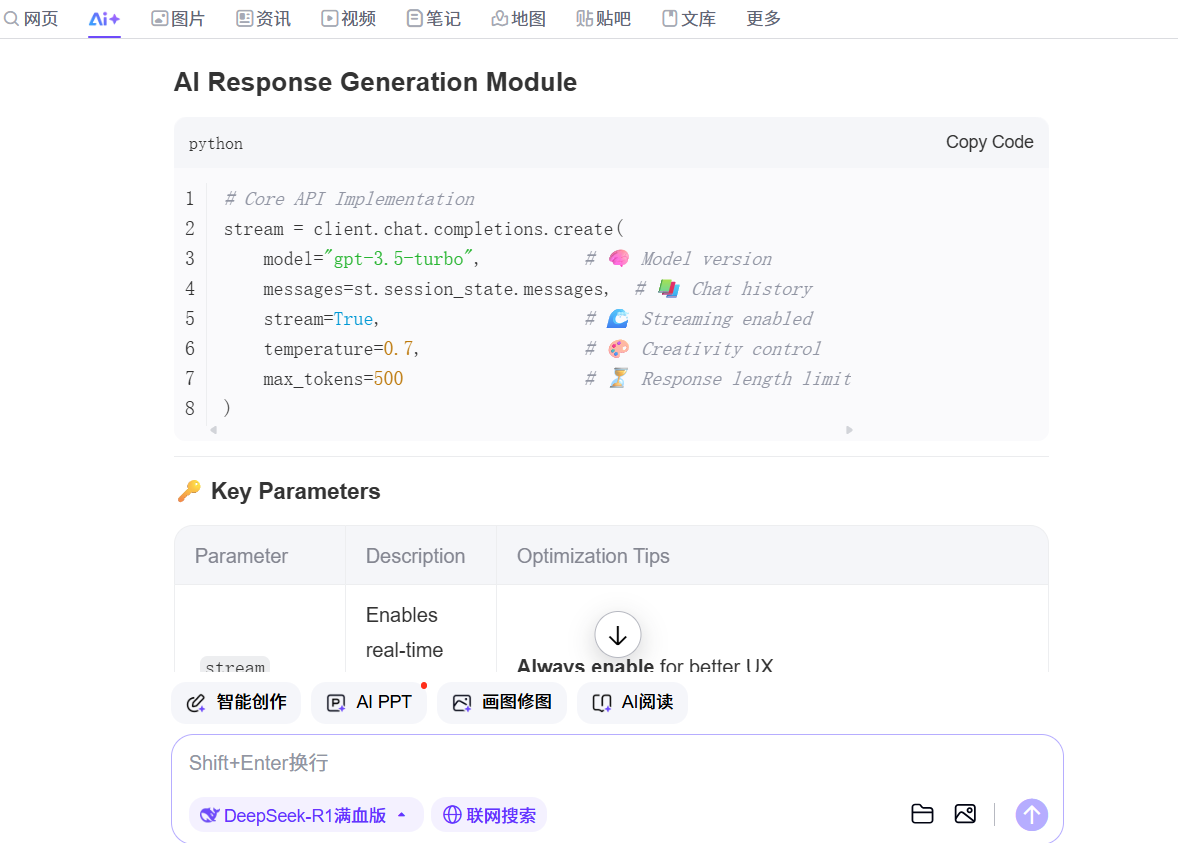 网页 Ai+ 图片 资讯 视频 笔记 地图 贴吧 文库 更多
AI Response Generation Module
python Copy Code
1 # Core API Implementation
2 stream = client.chat.completions.create(
3 model="gpt-3.5-turbo", # 🧠 Model version
4 messages=st.session_state.messages, # 📚 Chat history
5 stream=True, # 🌊 Streaming enabled
6 temperature=0.7, # 🎨 Creativity control
7 max_tokens=500 # ⏳ Response length limit
8 )
🔑 Key Parameters
Parameter Description Optimization Tips
Enables
real-time
stream Always enable for better UX
智能创作 AI PPT 画图修图 AI阅读
Shift+Enter换行
DeepSeek-R1满血版 联网搜索